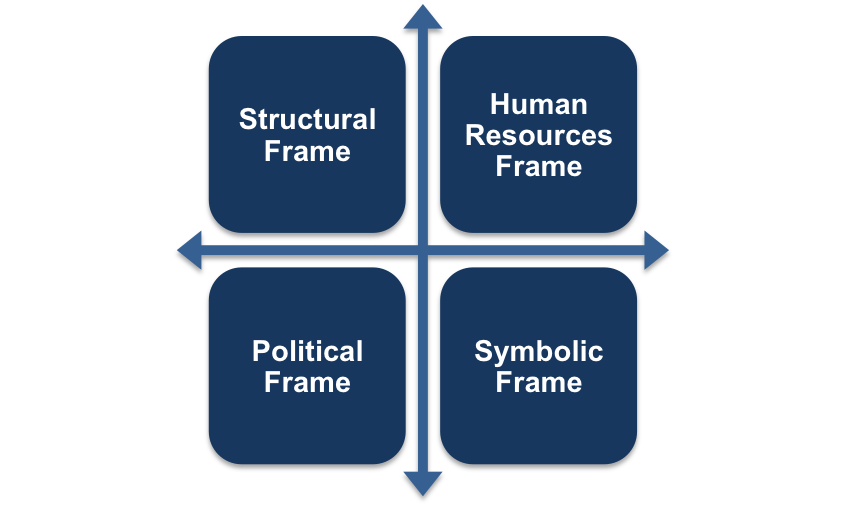 Structural
Frame
Human
Resources
Frame
Political
Frame
Symbolic
Frame